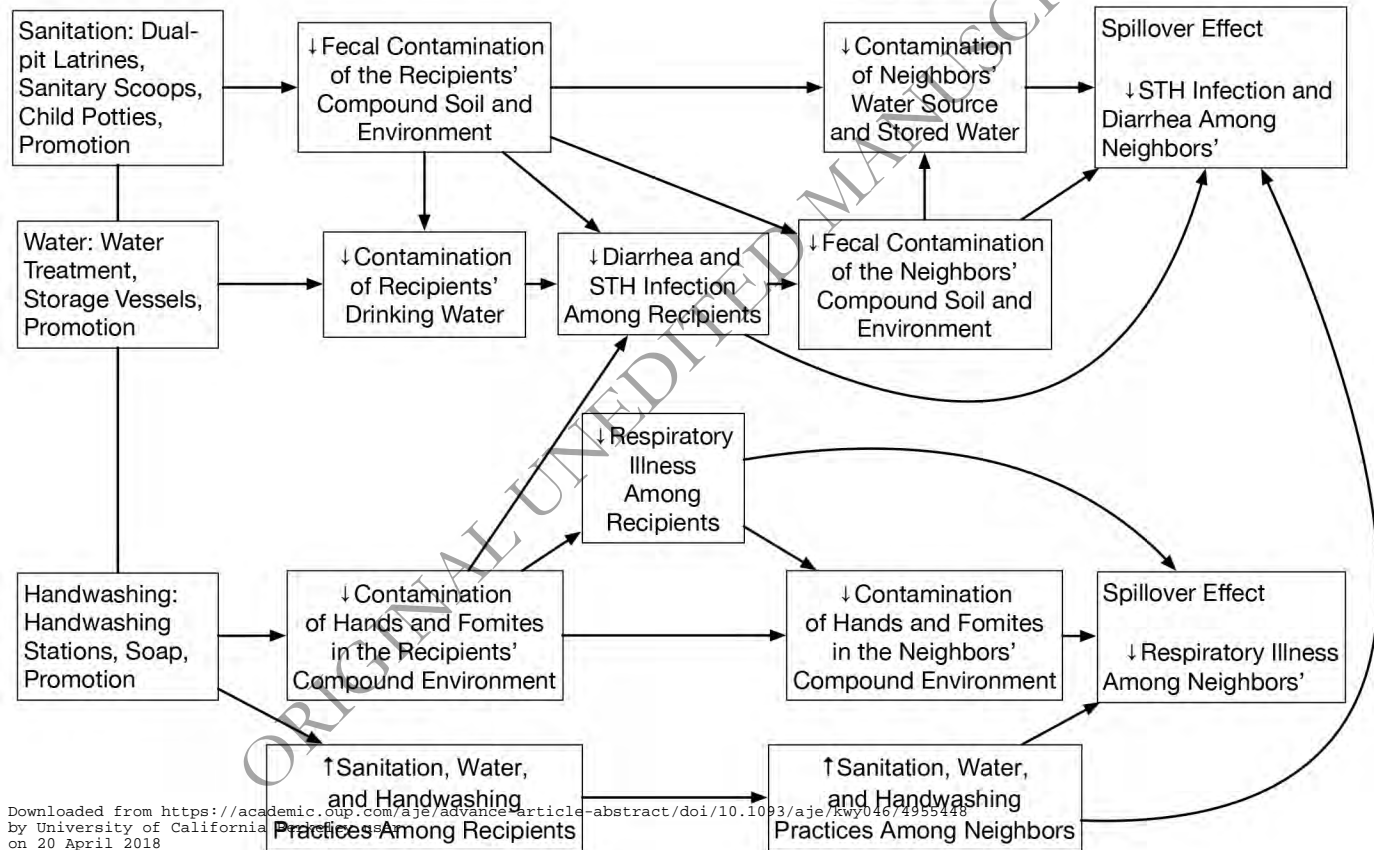 Sanitation: Dual-
pit Latrines,
Sanitary Scoops,
Child Potties,
Promotion
↓Fecal Contamination
of the Recipients’
Compound Soil and
Environment
↓Contamination
of Neighbors’
Water Source
and Stored Water
Spillover Effect
↓STH Infection and
Diarrhea Among
Neighbors’
Water: Water
Treatment,
Storage Vessels,
Promotion
↓Contamination
of Recipients’
Drinking Water
↓Diarrhea and
STH Infection
Among Recipients
↓Fecal Contamination
of the Neighbors’
Compound Soil and
Environment
↓Respiratory
Illness
Among
Recipients
Handwashing:
Handwashing
Stations, Soap,
Promotion
↓Contamination
of Hands and Fomites
in the Recipients’
Compound Environment
↓Contamination
of Hands and Fomites
in the Neighbors’
Compound Environment
Spillover Effect
↓Respiratory Illness
Among Neighbors’
↑Sanitation, Water,
and Handwashing
Practices Among Recipients
↑Sanitation, Water,
and Handwashing
Practices Among Neighbors
ORIGINAL UNEDITED MANUSC
Downloaded from https://academic.oup.com/aje/advance-article-abstract/doi/10.1093/aje/kwy046/4955448
by University of California Berkeley user
on 20 April 2018